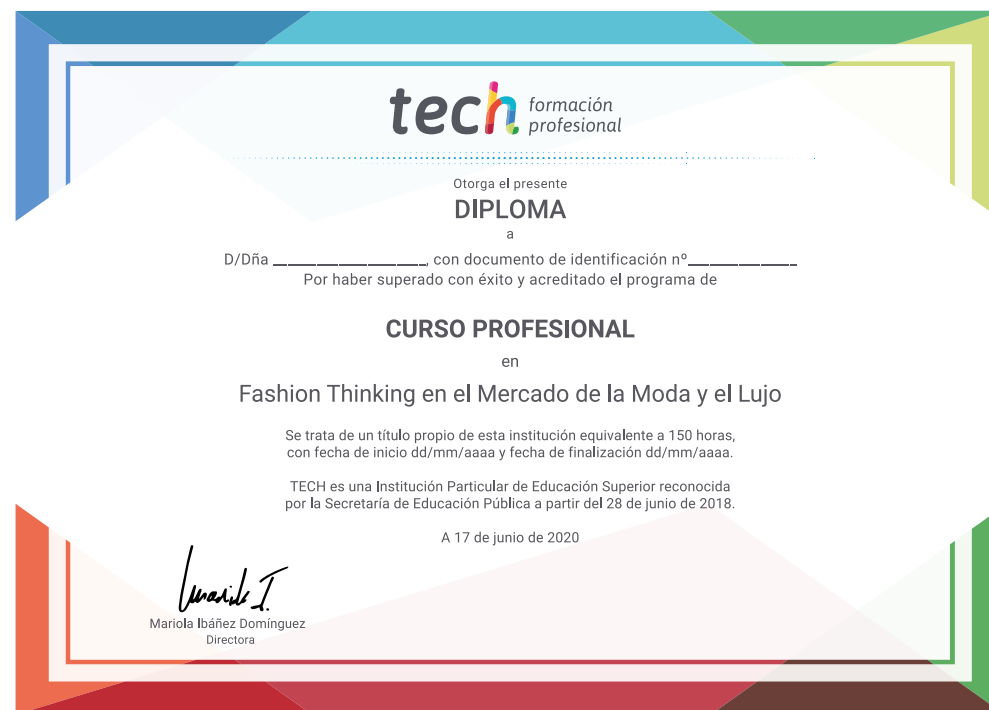 tech formación
profesional
Otorga el presente
DIPLOMA
a
D/Dña ____________________, con documento de identificación nº______________
Por haber superado con éxito y acreditado el programa de
CURSO PROFESIONAL
en
Fashion Thinking en el Mercado de la Moda y el Lujo
Se trata de un título propio de esta institución equivalente a 150 horas,
con fecha de inicio dd/mm/aaaa y fecha de finalización dd/mm/aaaa.
TECH es una Institución Particular de Educación Superior reconocida
por la Secretaría de Educación Pública a partir del 28 de junio de 2018.
A 17 de junio de 2020
Mariola Ibáñez Domínguez
Directora